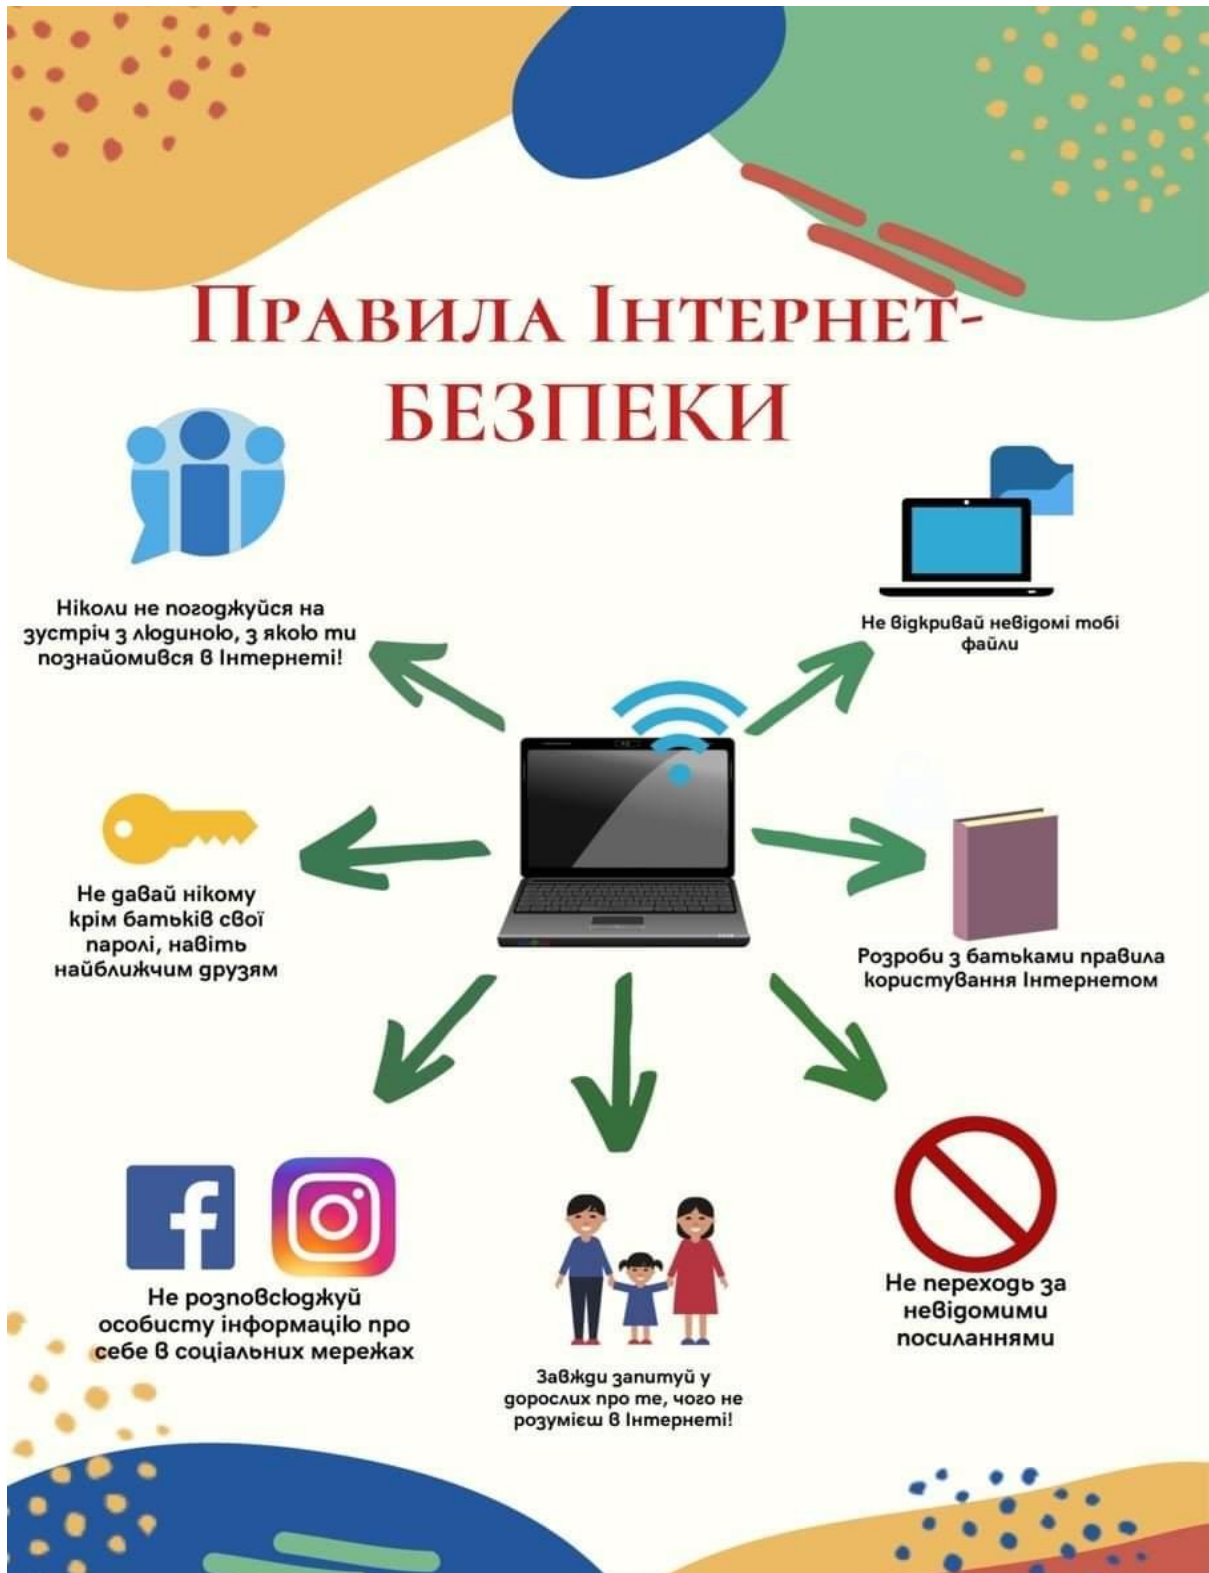 Правила Інтернет-
БЕЗПЕКИ
Ніколи не погоджуйся на
зустріч з людиною, з якою ти
познайомився в Інтернеті!
Не відкривай невідомі тобі
файли
Не давай нікому
крім батьків свої
паролі, навіть
найближчим друзям
Розроби з батьками правила
користування Інтернетом
Не розповсюджуй
особисту інформацію про
себе в соціальних мережах
Завжди запитуй у
дорослих про те, чого не
розумієш в Інтернеті!
Не переходь за
невідомими
посиланнями